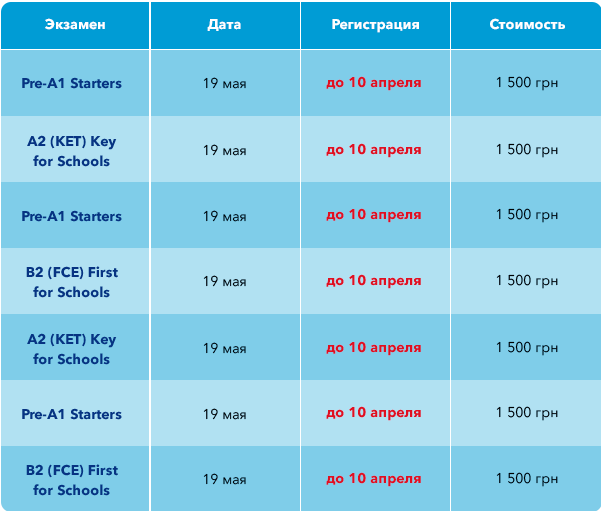 Экзамен Дата Регистрация Стоимость
Pre-A1 Starters 19 мая до 10 апреля 1 500 грн
A2 (KET) Key
for Schools 19 мая до 10 апреля 1 500 грн
Pre-A1 Starters 19 мая до 10 апреля 1 500 грн
B2 (FCE) First
for Schools 19 мая до 10 апреля 1 500 грн
A2 (KET) Key
for Schools 19 мая до 10 апреля 1 500 грн
Pre-A1 Starters 19 мая до 10 апреля 1 500 грн
B2 (FCE) First
for Schools 19 мая до 10 апреля 1 500 грн